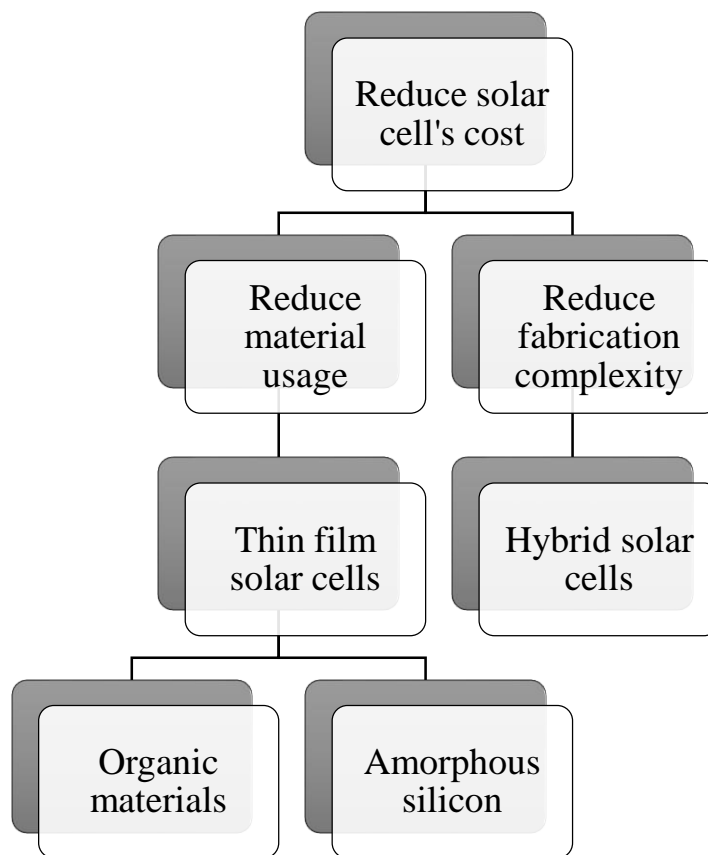 Reduce solar
cell's cost
Reduce
material
usage
Reduce
fabrication
complexity
Thin film
solar cells
Hybrid solar
cells
Organic
materials
Amorphous
silicon